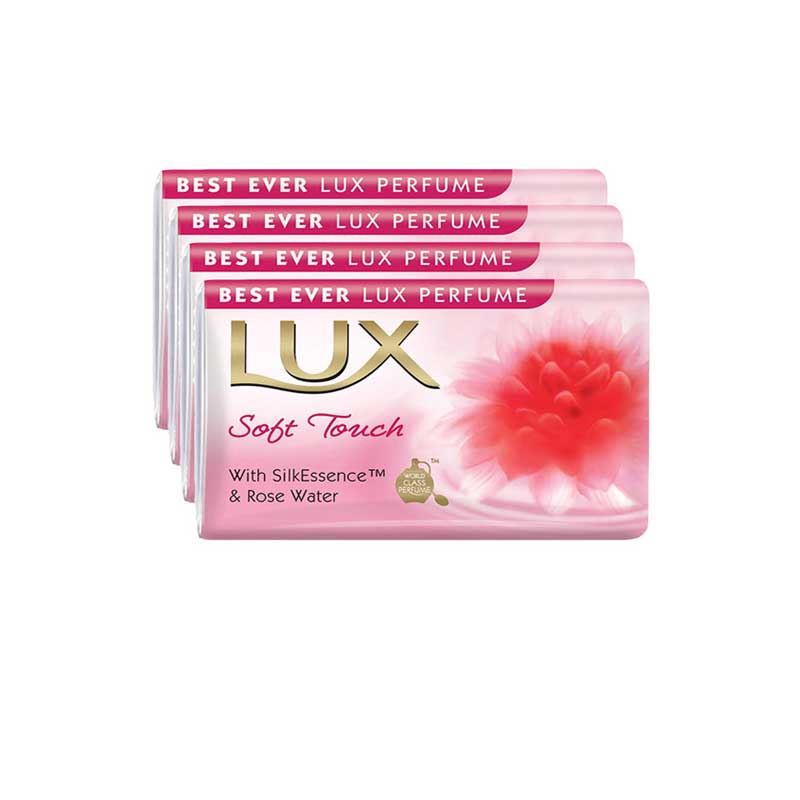 BEST EVER LUX PERFUME
BEST EVER LUX PERFUME
BEST EVER LUX PERFUME
BEST EVER LUX PERFUME
LUX
Soft Touch
With SilkEssence™
& Rose Water
WORLD
CLASS
PERFUME
™